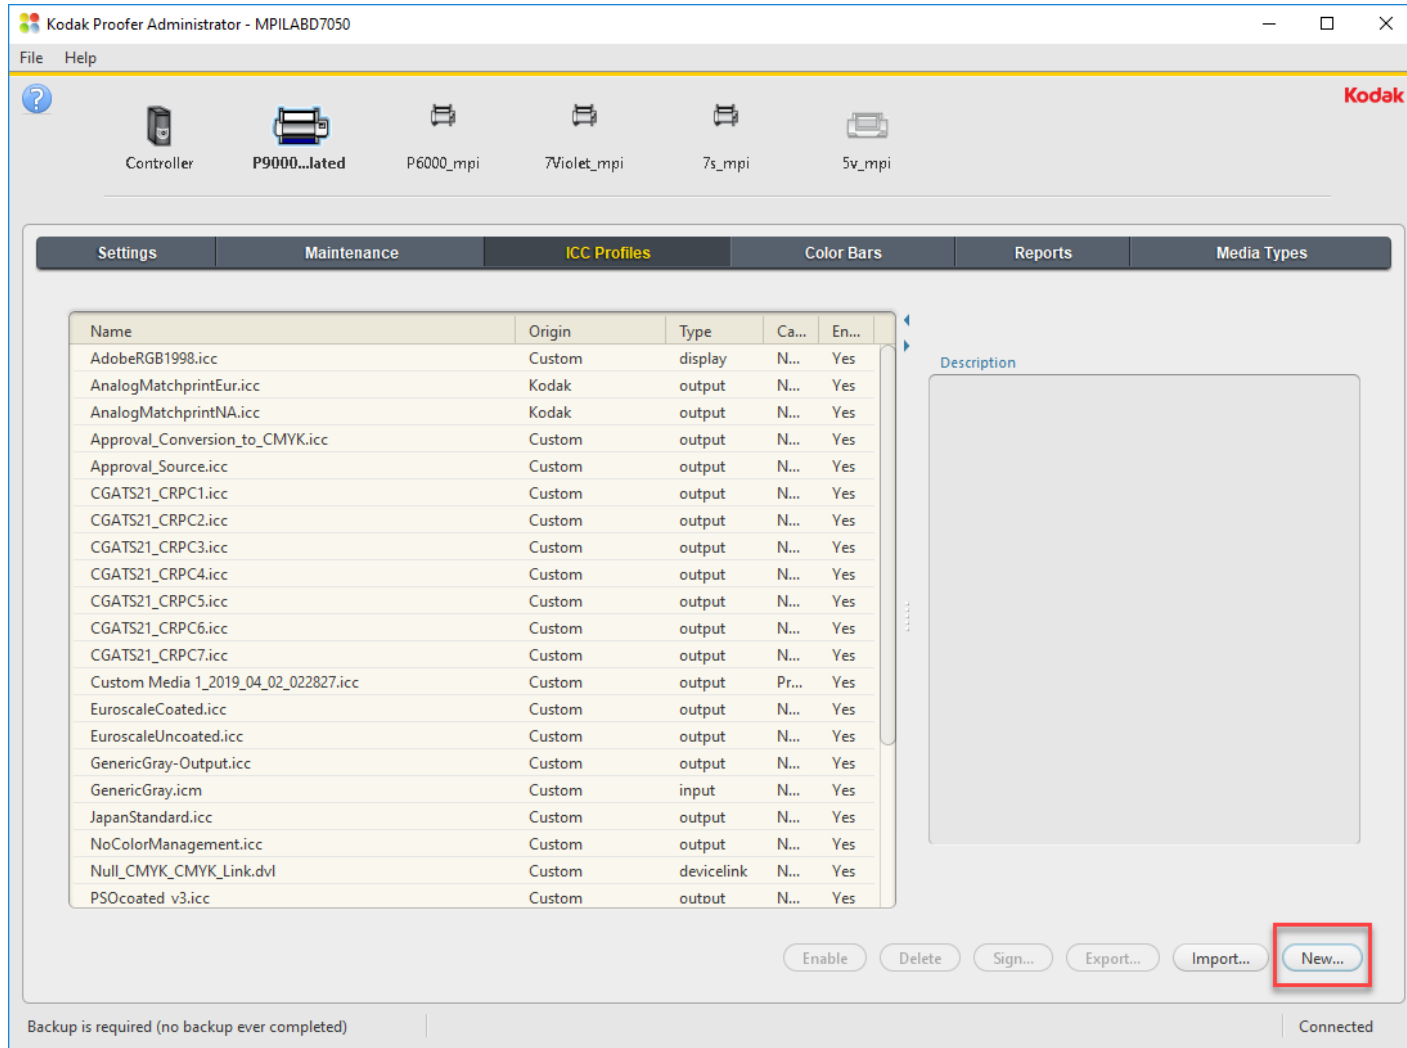 Kodak Proofer Administrator - MPILABD7050
File Help
?
Kodak
Controller P9000...lated P6000_mpi 7Violet_mpi 7s_mpi 5v_mpi
Settings Maintenance ICC Profiles Color Bars Reports Media Types
Name Origin Type Ca... En...
AdobeRGB1998.icc Custom display N... Yes
Description
AnalogMatchprintEur.icc Kodak output N... Yes
AnalogMatchprintNA.icc Kodak output N... Yes
Approval_Conversion_to_CMYK.icc Custom output N... Yes
Approval_Source.icc Custom output N... Yes
CGATS21_CRPC1.icc Custom output N... Yes
CGATS21_CRPC2.icc Custom output N... Yes
CGATS21_CRPC3.icc Custom output N... Yes
CGATS21_CRPC4.icc Custom output N... Yes
CGATS21_CRPC5.icc Custom output N... Yes
CGATS21_CRPC6.icc Custom output N... Yes
CGATS21_CRPC7.icc Custom output N... Yes
Custom Media 1_2019_04_02_022827.icc Custom output Pr... Yes
EuroscaleCoated.icc Custom output N... Yes
EuroscaleUncoated.icc Custom output N... Yes
GenericGray-Output.icc Custom output N... Yes
GenericGray.icm Custom input N... Yes
JapanStandard.icc Custom output N... Yes
NoColorManagement.icc Custom output N... Yes
Null_CMYK_CMYK_Link.dvl Custom devicelink N... Yes
PSOcoated_v3.icc Custom output N... Yes
Enable Delete Sign... Export... Import... New...
Backup is required (no backup ever completed) Connected